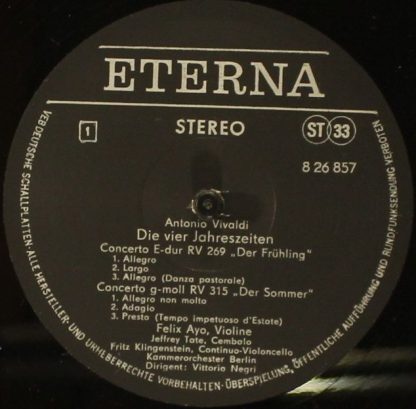 ETERNA
1
STEREO
ST 33
8 26 857
Antonio Vivaldi
Die vier Jahreszeiten
Concerto E-dur RV 269 „Der Frühling"
1. Allegro
2. Largo
3. Allegro (Danza pastorale)
Concerto g-moll RV 315 „Der Sommer"
1. Allegro non molto
2. Adagio
3. Presto (Tempo impetuoso d'Estate)
Felix Ayo, Violine
Jeffrey Tate, Cembalo
Fritz Klingenstein, Continuo-Violoncello
Kammerorchester Berlin
Dirigent: Vittorio Negri
VEB DEUTSCHE SCHALLPLATTEN · ALLE HERSTELLER- UND URHEBERRECHTE VORBEHALTEN · ÜBERSPIELUNG, ÖFFENTLICHE AUFFÜHRUNG UND RUNDFUNKSENDUNG VERBOTEN